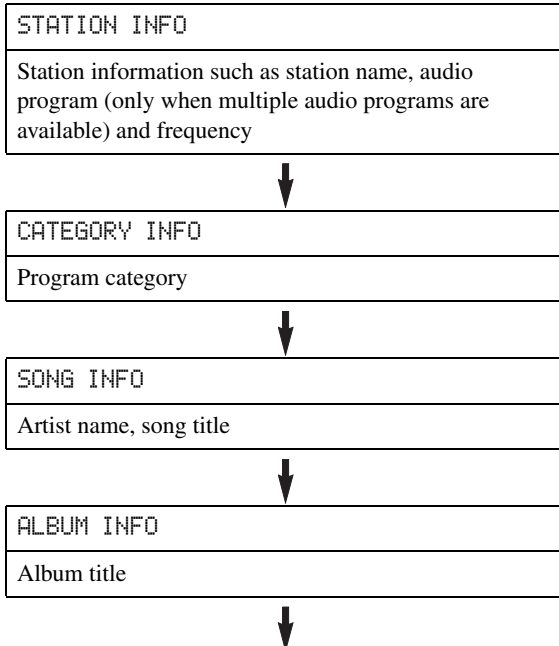 STATION INFO
Station information such as station name, audio
program (only when multiple audio programs are
available) and frequency
CATEGORY INFO
Program category
SONG INFO
Artist name, song title
ALBUM INFO
Album title